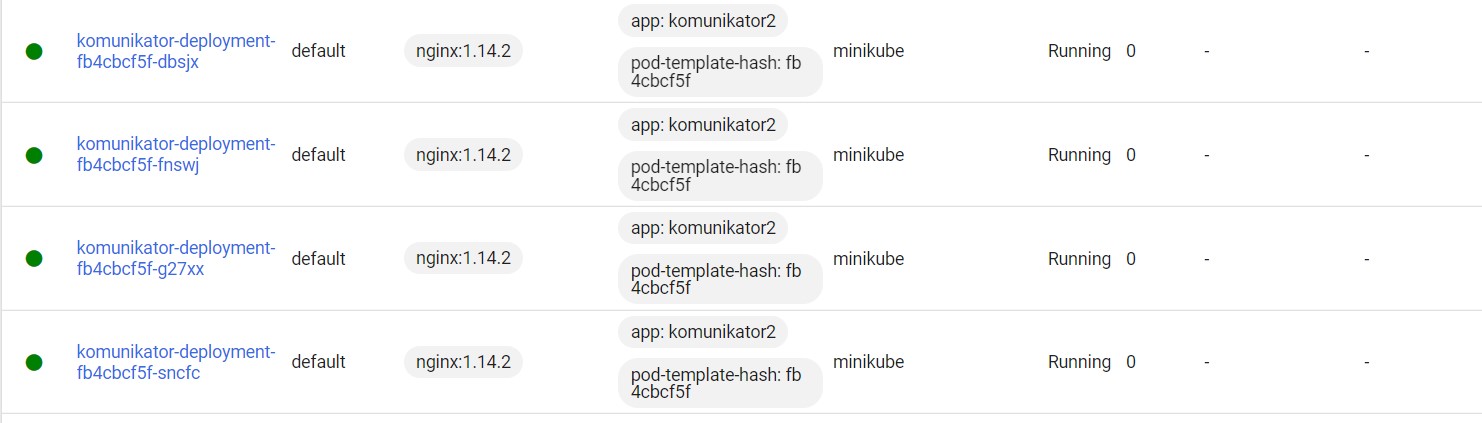 komunikator-deployment-
fb4cbcf5f-dbsjx
default
nginx:1.14.2
app: komunikator2
pod-template-hash: fb
4cbcf5f
minikube
Running
0
-
-
komunikator-deployment-
fb4cbcf5f-fnswj
default
nginx:1.14.2
app: komunikator2
pod-template-hash: fb
4cbcf5f
minikube
Running
0
-
-
komunikator-deployment-
fb4cbcf5f-g27xx
default
nginx:1.14.2
app: komunikator2
pod-template-hash: fb
4cbcf5f
minikube
Running
0
-
-
komunikator-deployment-
fb4cbcf5f-sncfc
default
nginx:1.14.2
app: komunikator2
pod-template-hash: fb
4cbcf5f
minikube
Running
0
-
-